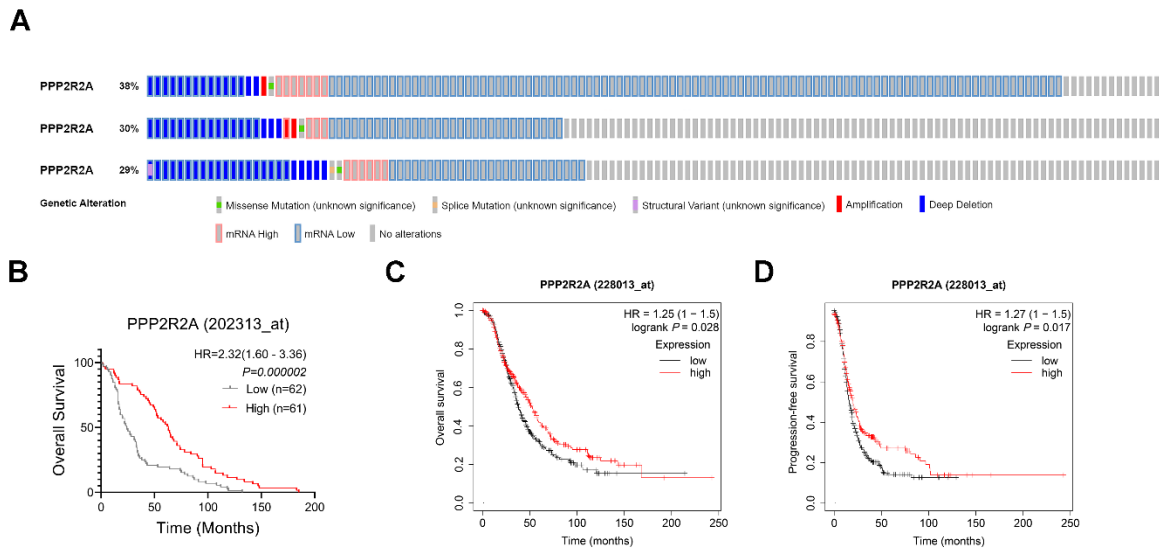 A
PPP2R2A 38%
PPP2R2A 30%
PPP2R2A 29%
Genetic Alteration
Missense Mutation (unknown significance) Splice Mutation (unknown significance) Structural Variant (unknown significance) Amplification Deep Deletion
mRNA High mRNA Low No alterations
B
PPP2R2A (202313_at)
HR=2.32(1.60 - 3.36)
P=0.000002
Low (n=62)
High (n=61)
Overall Survival
100
50
0
0 50 100 150 200
Time (Months)
C
PPP2R2A (228013_at)
HR = 1.25 (1 − 1.5)
logrank P = 0.028
Expression
low
high
Overall survival
1.0
0.8
0.6
0.4
0.2
0.0
0 50 100 150 200 250
Time (months)
D
PPP2R2A (228013_at)
HR = 1.27 (1 − 1.5)
logrank P = 0.017
Expression
low
high
Progression-free survival
0.8
0.6
0.4
0.2
0.0
0 50 100 150 200 250
Time (months)